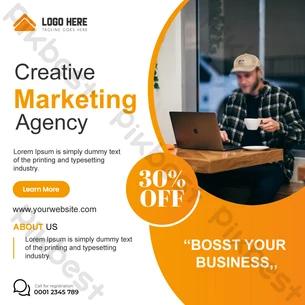 LOGO HERE
TAGLINE GOES HERE
Creative
Marketing
Agency
Lorem Ipsum is simply dummy
text of the printing and
typesetting industry
industry.
Learn More
www.yourwebsite.com
ABOUT US
Lorem Ipsum is simply dummy
text of the printing and
typesetting industry.
Call for registration
0001 2345 789
30%
OFF
“BOSST YOUR
BUSINESS,,
pikbest